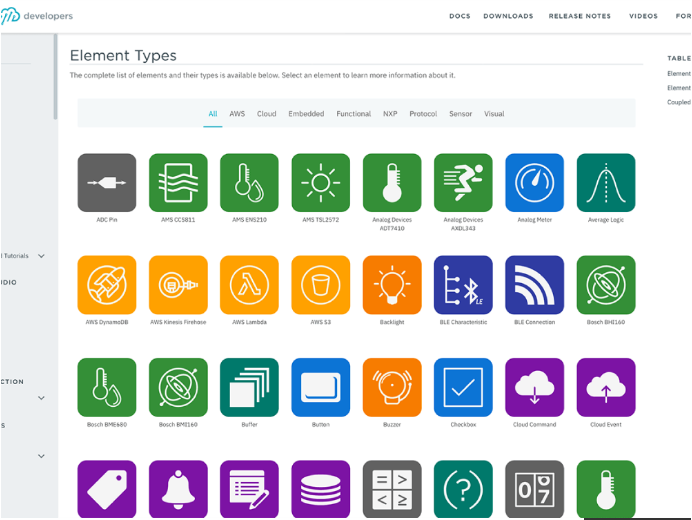 developers
DOCS DOWNLOADS RELEASE NOTES VIDEOS FOR
Element Types
The complete list of elements and their types is available below. Select an element to learn more information about it.
TABLE
Element
Element
Coupled
All AWS Cloud Embedded Functional NXP Protocol Sensor Visual
ADC Pin
AMS CCS811
AMS ENS210
AMS TSL2572
Analog Devices
ADT7410
Analog Devices
AXDL343
Analog Meter
Average Logic
l Tutorials
DIO
AWS DynamoDB
AWS Kinesis Firehose
AWS Lambda
AWS S3
Backlight
BLE Characteristic
LE
BLE Connection
Bosch BHI160
CTION
S
Bosch BME680
Bosch BMI160
Buffer
Button
Buzzer
Checkbox
Cloud Command
Cloud Event
= >
< ≥
(?)
0 0 7